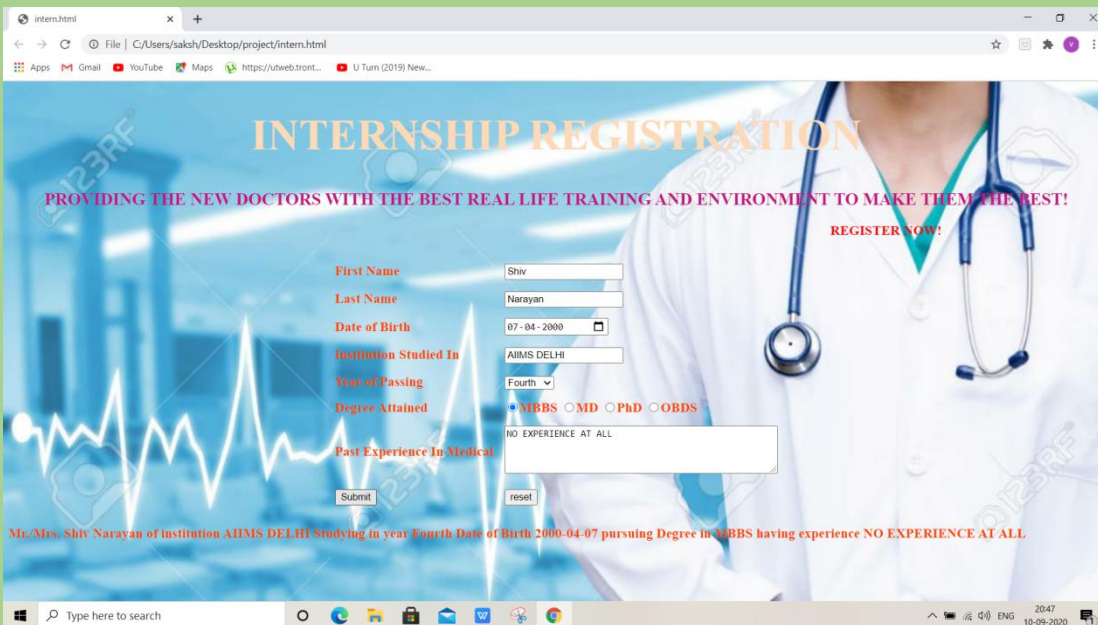 intern.html
File | C:/Users/saksh/Desktop/project/intern.html
Apps Gmail YouTube Maps https://utweb.tront... U Turn (2019) New...
INTERNSHIP REGISTRATION
PROVIDING THE NEW DOCTORS WITH THE BEST REAL LIFE TRAINING AND ENVIRONMENT TO MAKE THEM THE BEST!
REGISTER NOW!
First Name Shiv
Last Name Narayan
Date of Birth 07-04-2000
Institution Studied In AIIMS DELHI
Year of Passing Fourth
Degree Attained MBBS MD PhD OBDS
Past Experience In Medical NO EXPERIENCE AT ALL
Submit reset
Mr./Mrs. Shiv Narayan of institution AIIMS DELHI Studying in year Fourth Date of Birth 2000-04-07 pursuing Degree in MBBS having experience NO EXPERIENCE AT ALL
123RF
123RF
123RF
123RF
123RF
Type here to search
ENG 20:47
10-09-2020